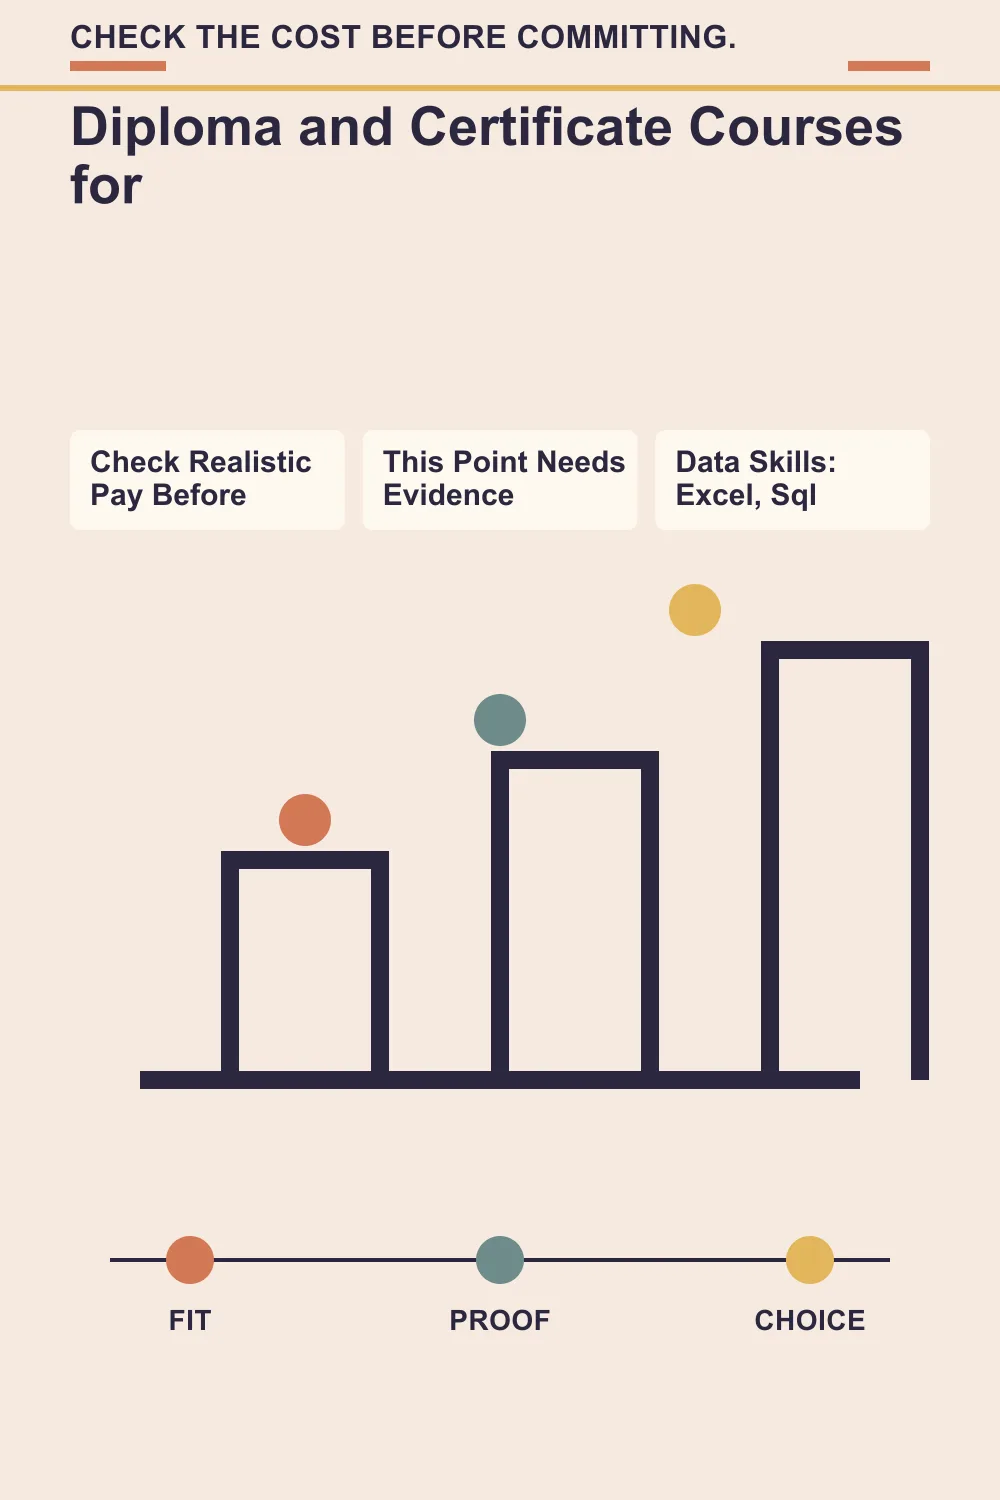 CHECK THE COST BEFORE COMMITTING.
Diploma and Certificate Courses
for
Check Realistic
Pay Before
This Point Needs
Evidence
Data Skills:
Excel, Sql
FIT
PROOF
CHOICE